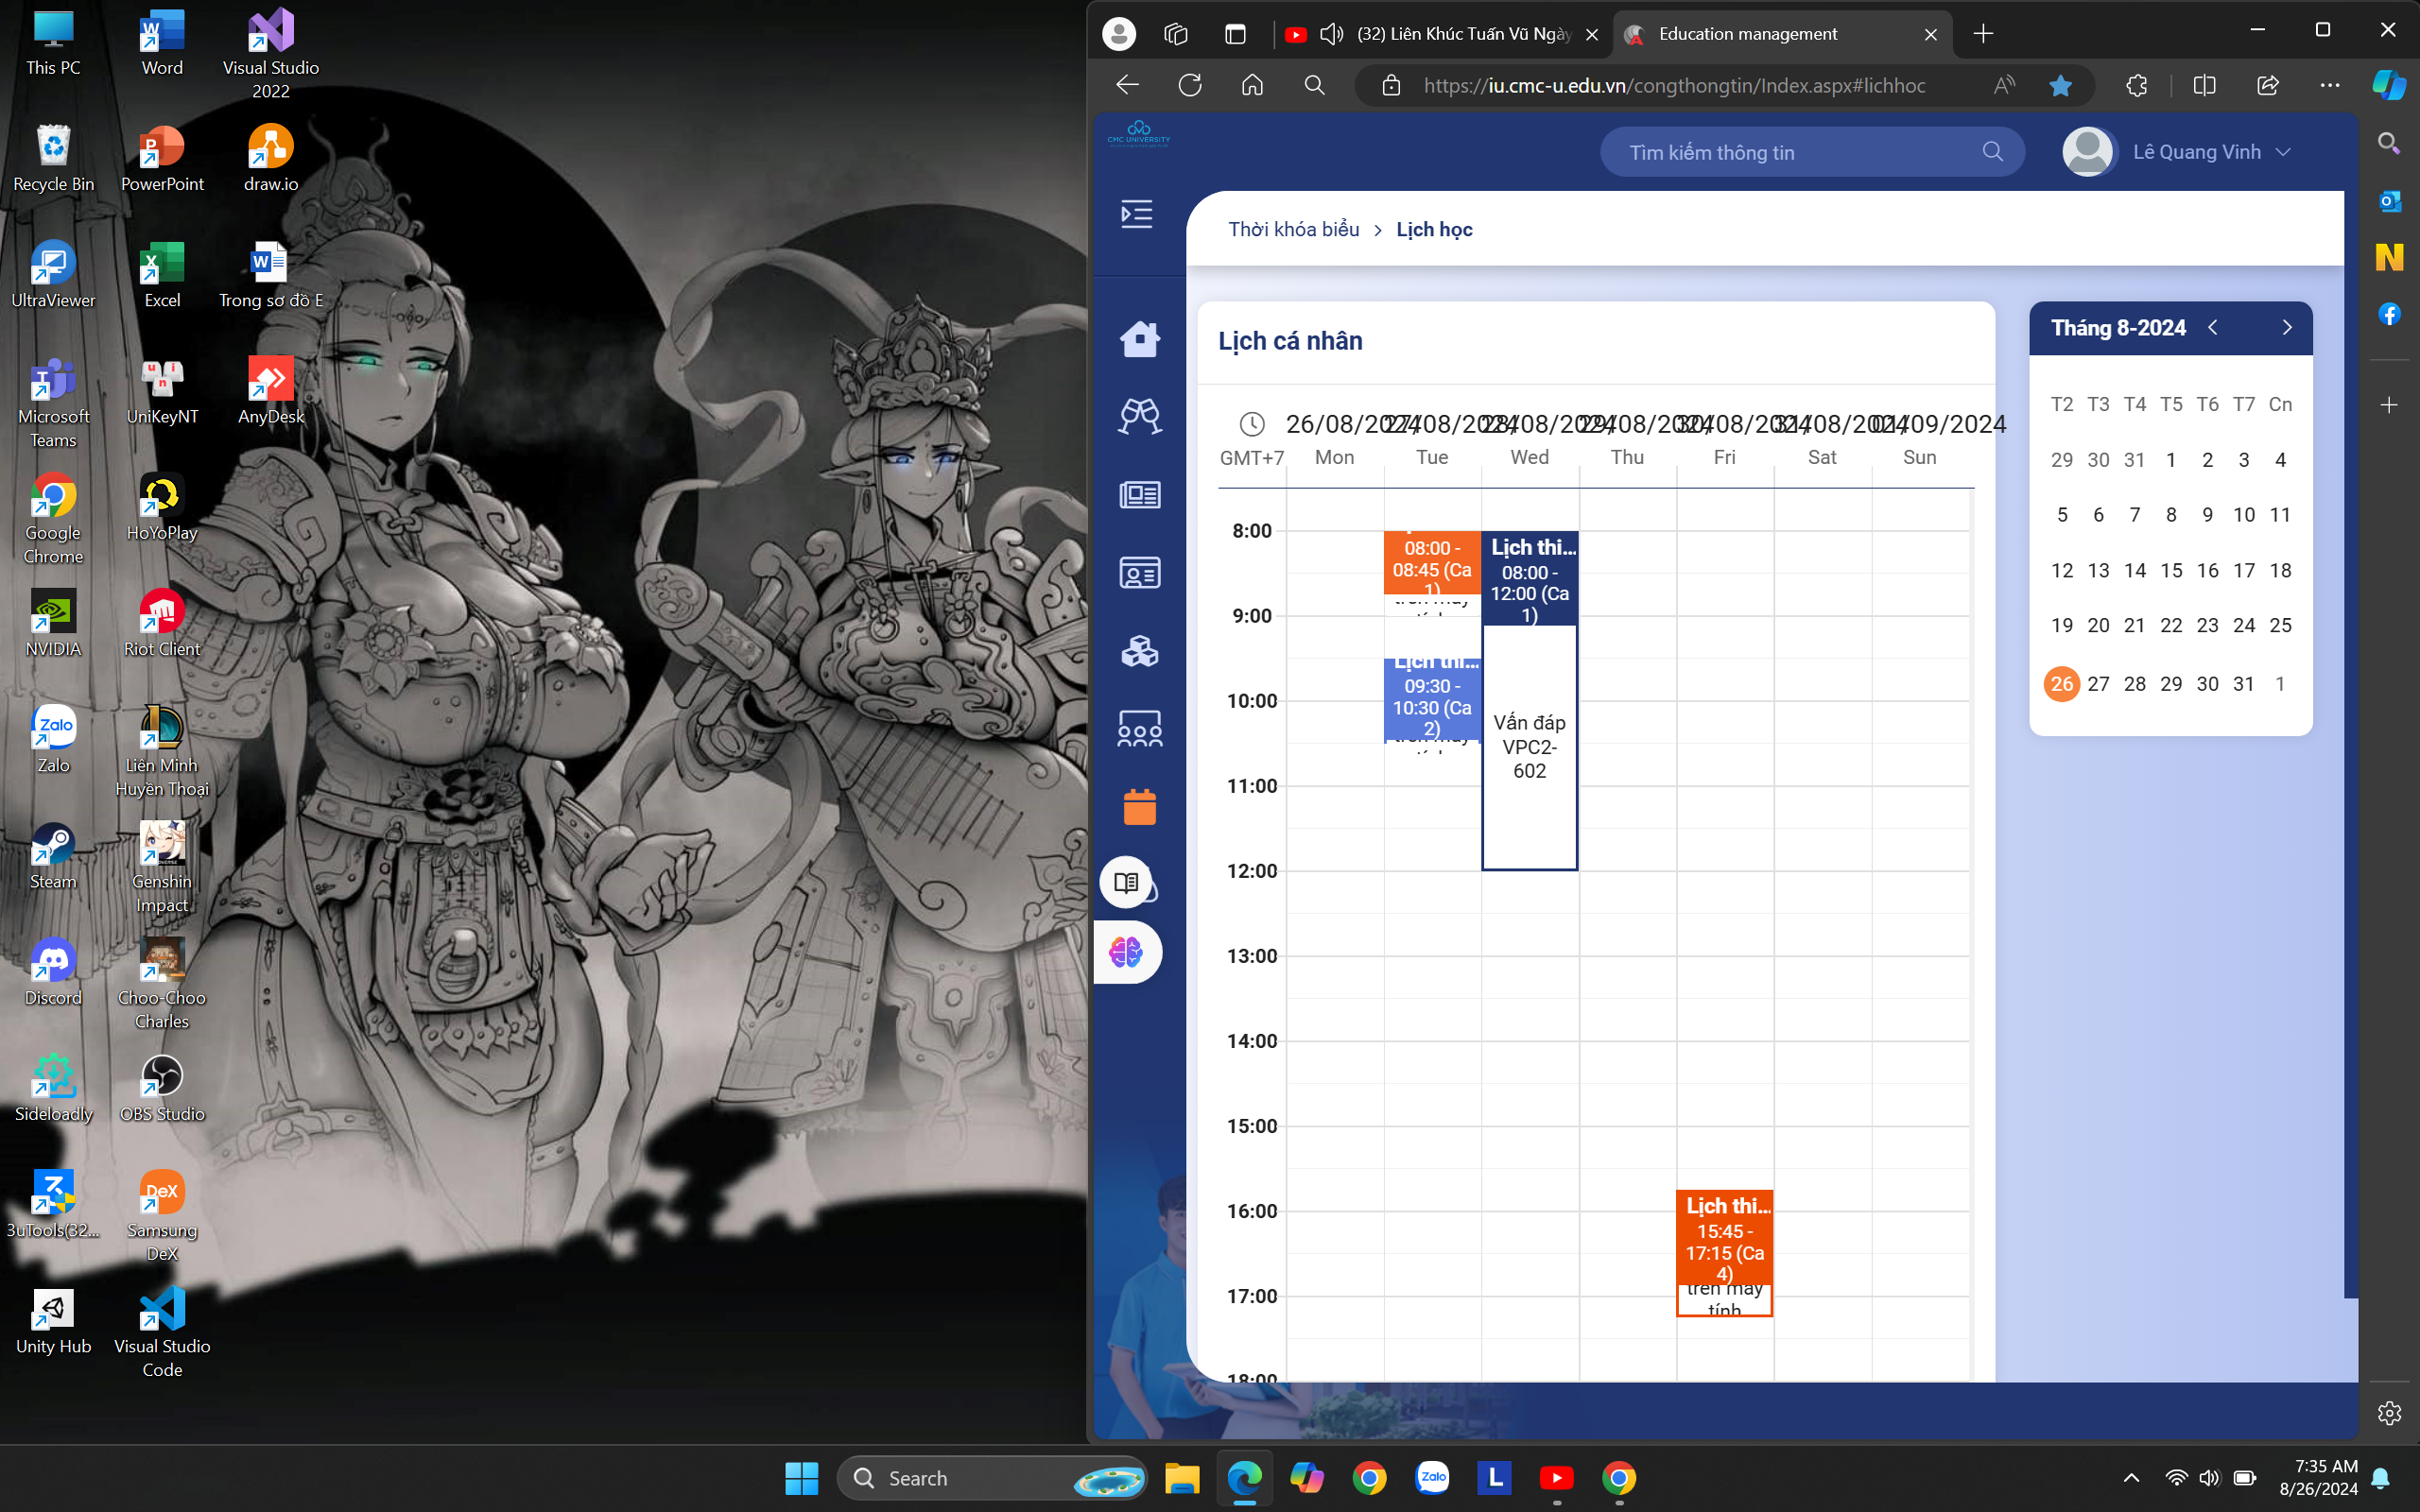 This PC
Word
Visual Studio
2022
Recycle Bin
PowerPoint
draw.io
UltraViewer
Excel
Trong sơ đồ E
Microsoft
Teams
UniKeyNT
AnyDesk
Google
Chrome
HoYoPlay
NVIDIA
Riot Client
Zalo
Liên Minh
Huyền Thoại
Steam
Genshin
Impact
Discord
Choo-Choo
Charles
Sideloadly
OBS Studio
3uTools(32...
Samsung
DeX
Unity Hub
Visual Studio
Code
(32) Liên Khúc Tuấn Vũ Ngày
Education management
https://iu.cmc-u.edu.vn/congthongtin/Index.aspx#lichhoc
CMC UNIVERSITY
Tìm kiếm thông tin
Lê Quang Vinh
Thời khóa biểu > Lịch học
Lịch cá nhân
26/08/2024 27/08/2024 28/08/2024 29/08/2024 30/08/2024 31/08/2024 01/09/2024
GMT+7 Mon Tue Wed Thu Fri Sat Sun
8:00
9:00
10:00
11:00
12:00
13:00
14:00
15:00
16:00
17:00
18:00
08:00 -
08:45 (Ca
1)
trên máy
tính
Lịch thi...
09:30 -
10:30 (Ca
2)
trên máy
tính
Lịch thi...
08:00 -
12:00 (Ca
1)
Vấn đáp
VPC2-
602
Lịch thi...
15:45 -
17:15 (Ca
4)
trên máy
tính
Tháng 8-2024
T2 T3 T4 T5 T6 T7 Cn
29 30 31 1 2 3 4
5 6 7 8 9 10 11
12 13 14 15 16 17 18
19 20 21 22 23 24 25
26 27 28 29 30 31 1
Search
Zalo
L
7:35 AM
8/26/2024